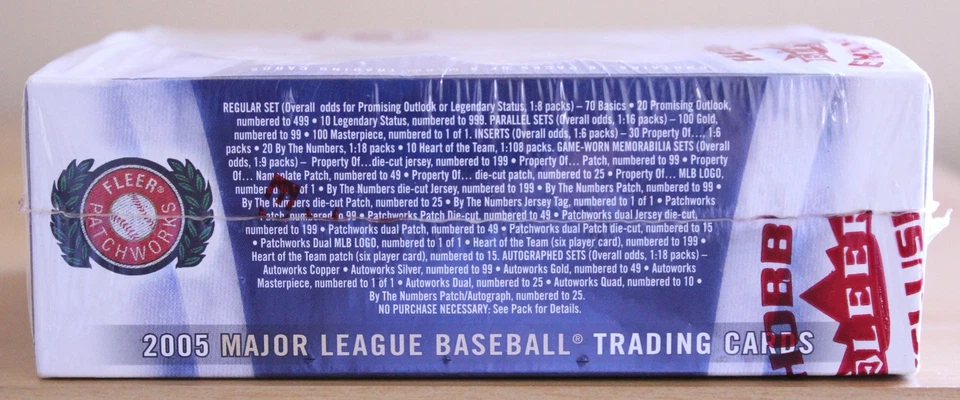 REGULAR SET (Overall odds for Promising Outlook or Legendary Status, 1:8 packs) – 70 Basics • 20 Promising Outlook,
numbered to 499 • 10 Legendary Status, numbered to 999. PARALLEL SETS (Overall odds, 1:16 packs) – 100 Gold,
numbered to 99 • 100 Masterpiece, numbered to 1 of 1. INSERTS (Overall odds, 1:6 packs) – 30 Property Of…, 1:6
packs • 20 By The Numbers, 1:18 packs • 10 Heart of the Team, 1:108 packs. GAME-WORN MEMORABILIA SETS (Overall
odds, 1:9 packs) – Property Of…die-cut jersey, numbered to 199 • Property Of… Patch, numbered to 99 • Property
Of… Nameplate Patch, numbered to 49 • Property Of… die-cut patch, numbered to 25 • Property Of… MLB LOGO,
numbered of 1 • By The Numbers die-cut Jersey, numbered to 199 • By The Numbers Patch, numbered to 99 •
By The Numbers die-cut Patch, numbered to 25 • By The Numbers Jersey Tag, numbered to 1 of 1 • Patchworks
Patch, numbered to 99 • Patchworks Patch Die-cut, numbered to 49 • Patchworks dual Jersey die-cut,
numbered to 199 • Patchworks dual Patch, numbered to 49 • Patchworks dual Patch die-cut, numbered to 15
• Patchworks Dual MLB LOGO, numbered to 1 of 1 • Heart of the Team (six player card), numbered to 199 •
Heart of the Team patch (six player card), numbered to 15. AUTOGRAPHED SETS (Overall odds, 1:18 packs) –
Autoworks Copper • Autoworks Silver, numbered to 99 • Autoworks Gold, numbered to 49 • Autoworks
Masterpiece, numbered to 1 of 1 • Autoworks Dual, numbered to 25 • Autoworks Quad, numbered to 10 •
By The Numbers Patch/Autograph, numbered to 25.
NO PURCHASE NECESSARY: See Pack for Details.
FLEER®
PATCHWORKS
2005 MAJOR LEAGUE BASEBALL® TRADING CARDS
HOBB